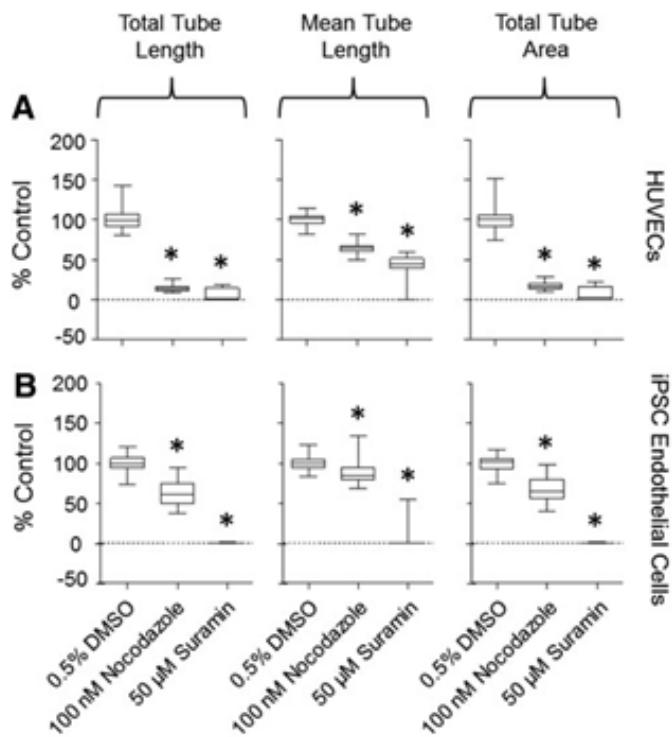 Total Tube Length
Mean Tube Length
Total Tube Area
A
% Control
200
150
100
50
0
-50
* *
* *
* *
HUVECs
B
% Control
200
150
100
50
0
-50
* *
* *
* *
iPSC Endothelial Cells
0.5% DMSO
100 nM Nocodazole
50 µM Suramin
0.5% DMSO
100 nM Nocodazole
50 µM Suramin
0.5% DMSO
100 nM Nocodazole
50 µM Suramin